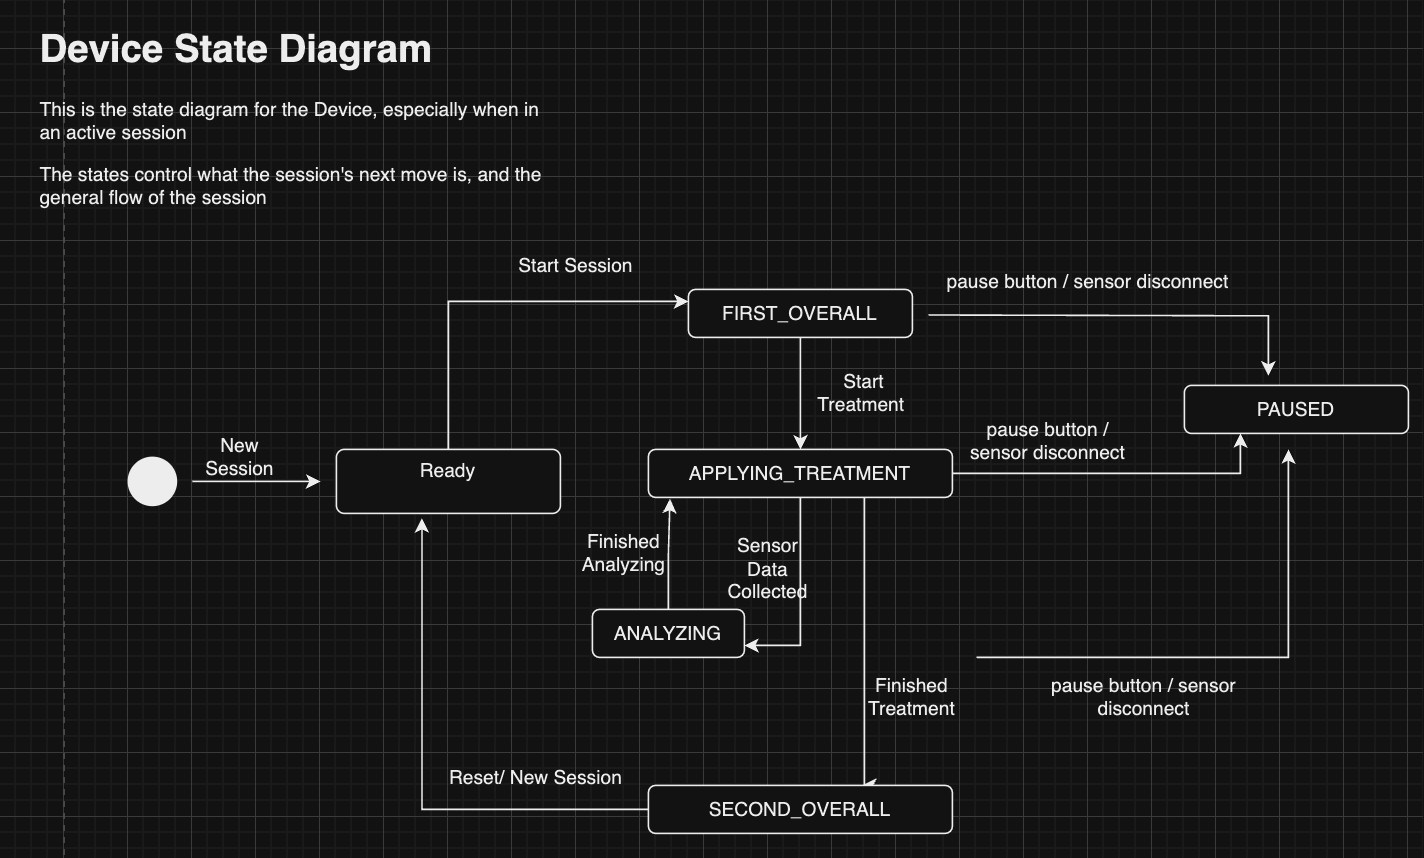 Device State Diagram
This is the state diagram for the Device, especially when in
an active session
The states control what the session's next move is, and the
general flow of the session
Start Session
pause button / sensor disconnect
FIRST_OVERALL
Start
Treatment
PAUSED
pause button /
sensor disconnect
New
Session
Ready
APPLYING_TREATMENT
Finished
Analyzing
Sensor
Data
Collected
ANALYZING
Finished
Treatment
pause button / sensor
disconnect
Reset/ New Session
SECOND_OVERALL